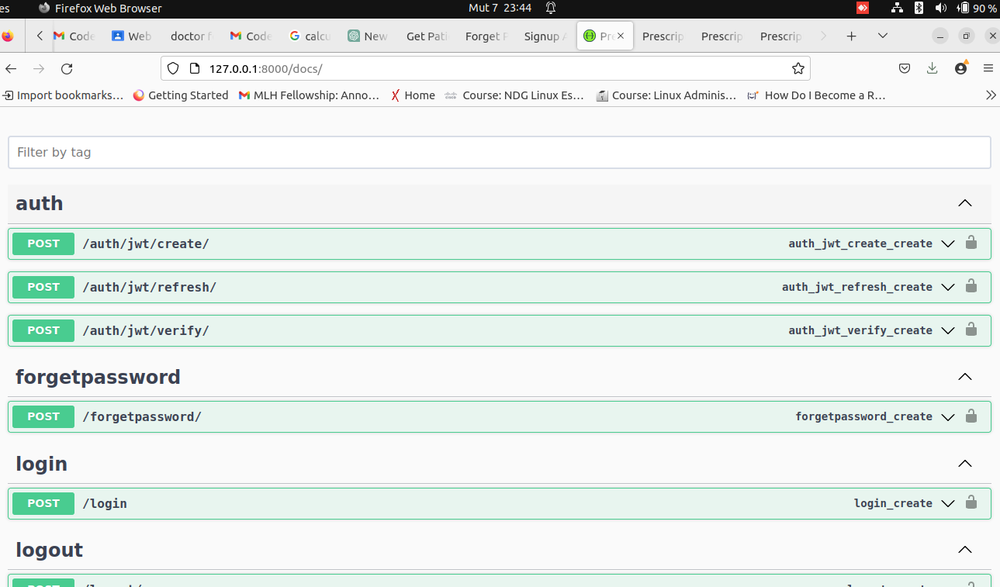 es Firefox Web Browser Mut 7 23:44 90 %
Code Web doctor f Code calcu New Get Pati Forget P Signup A Pre Prescrip Prescrip Prescrip
127.0.0.1:8000/docs/
Import bookmarks... Getting Started MLH Fellowship: Anno... Home Course: NDG Linux Es... Course: Linux Adminis... How Do I Become a R...
Filter by tag
auth
POST /auth/jwt/create/ auth_jwt_create_create
POST /auth/jwt/refresh/ auth_jwt_refresh_create
POST /auth/jwt/verify/ auth_jwt_verify_create
forgetpassword
POST /forgetpassword/ forgetpassword_create
login
POST /login login_create
logout